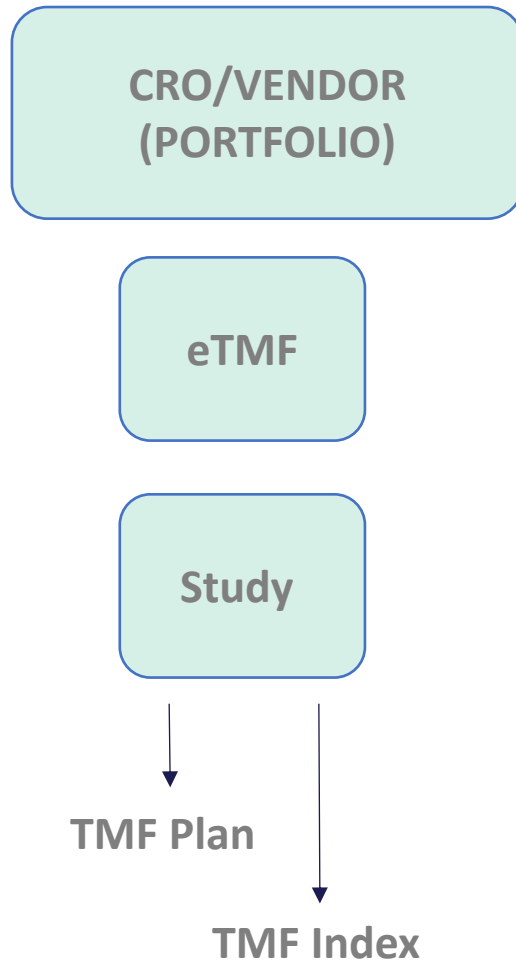 CRO/VENDOR
(PORTFOLIO)
eTMF
Study
TMF Plan
TMF Index